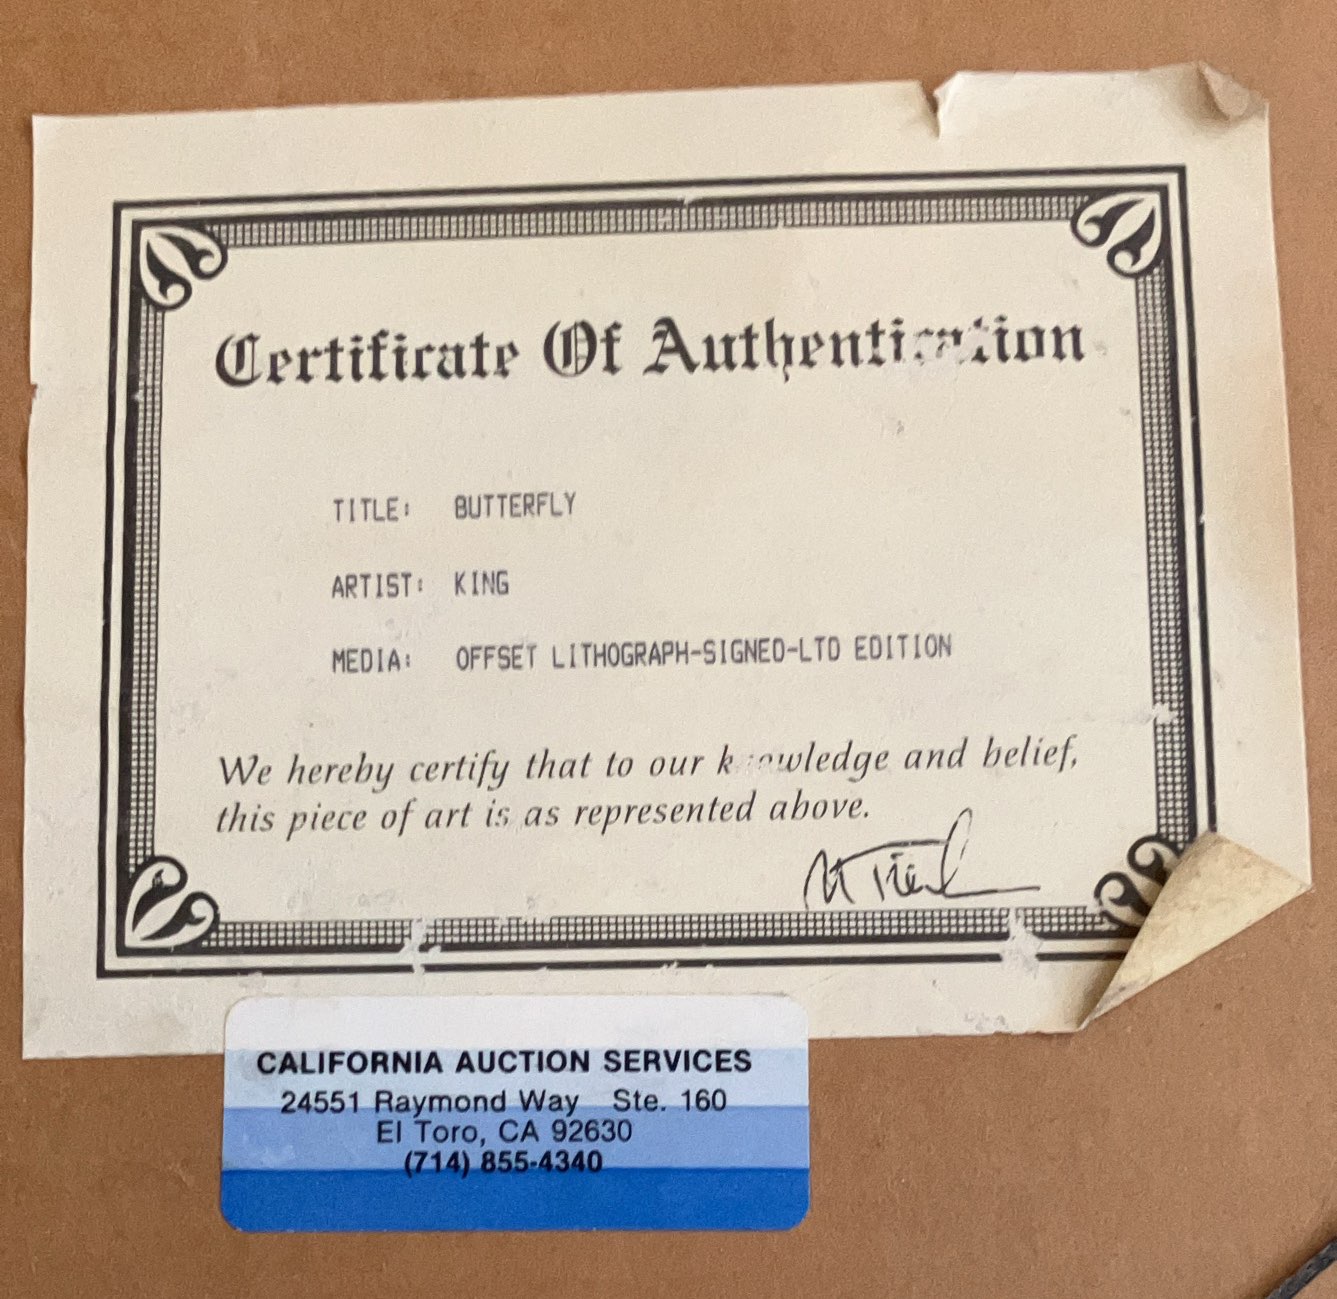 Certificate Of Authentication
TITLE: BUTTERFLY
ARTIST: KING
MEDIA: OFFSET LITHOGRAPH-SIGNED-LTD EDITION
We hereby certify that to our knowledge and belief,
this piece of art is as represented above.
CALIFORNIA AUCTION SERVICES
24551 Raymond Way Ste. 160
El Toro, CA 92630
(714) 855-4340